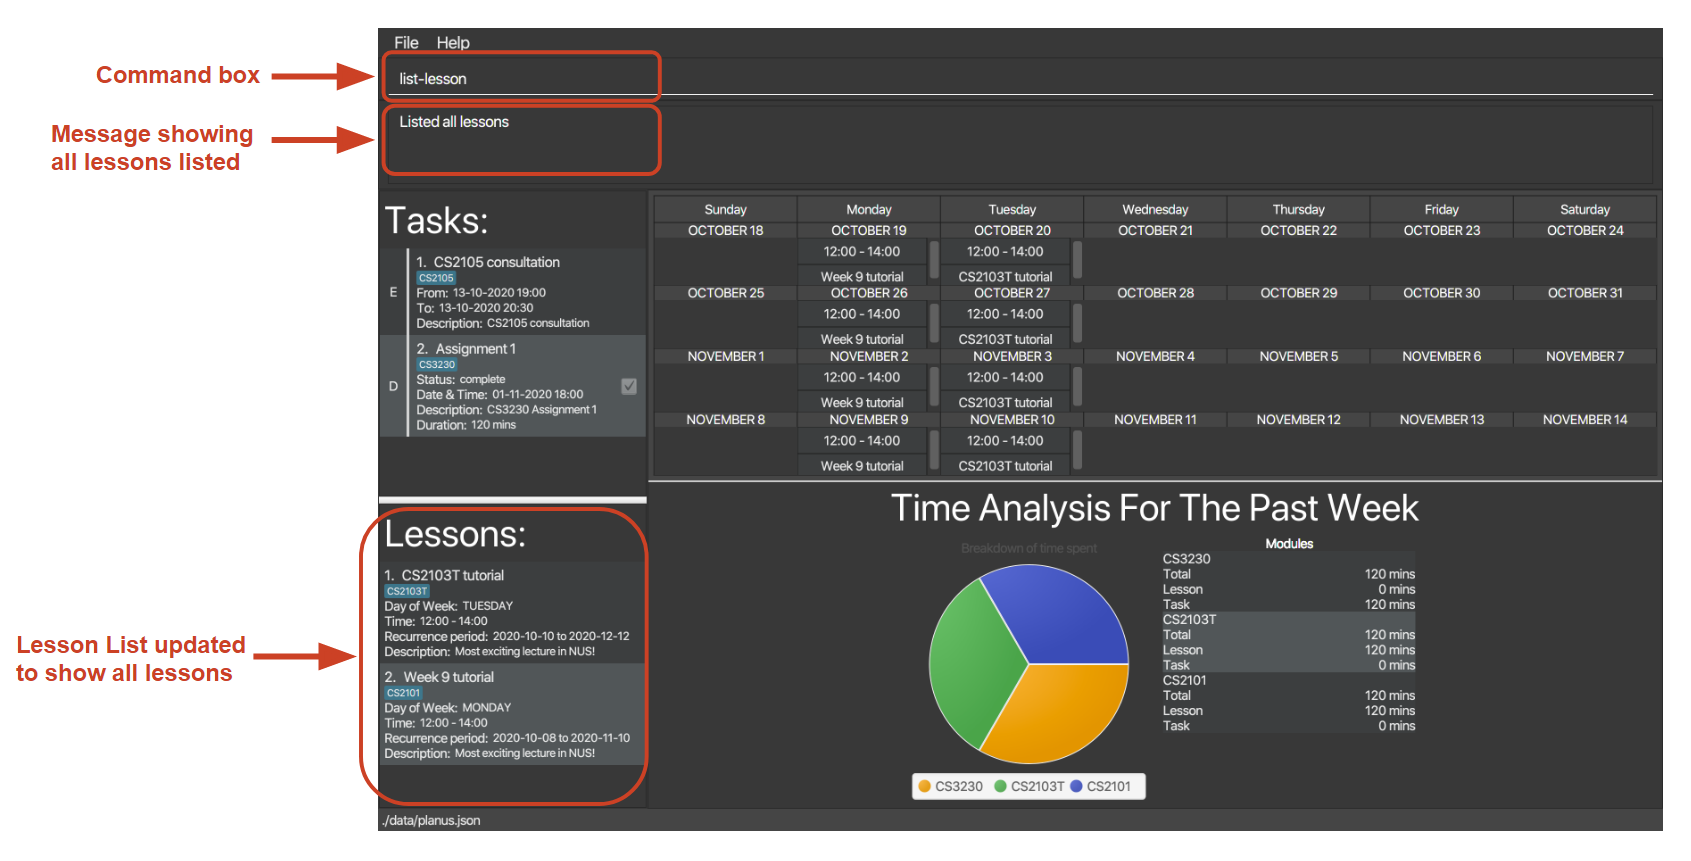 File Help
Command box
list-lesson
Message showing
all lessons listed
Listed all lessons
Tasks:
E
1. CS2105 consultation
CS2105
From: 13-10-2020 19:00
To: 13-10-2020 20:30
Description: CS2105 consultation
D
2. Assignment 1
CS3230
Status: complete
Date & Time: 01-11-2020 18:00
Description: CS3230 Assignment 1
Duration: 120 mins
Sunday Monday Tuesday Wednesday Thursday Friday Saturday
OCTOBER 18 OCTOBER 19 OCTOBER 20 OCTOBER 21 OCTOBER 22 OCTOBER 23 OCTOBER 24
12:00 - 14:00 12:00 - 14:00
Week 9 tutorial CS2103T tutorial
OCTOBER 25 OCTOBER 26 OCTOBER 27 OCTOBER 28 OCTOBER 29 OCTOBER 30 OCTOBER 31
12:00 - 14:00 12:00 - 14:00
Week 9 tutorial CS2103T tutorial
NOVEMBER 1 NOVEMBER 2 NOVEMBER 3 NOVEMBER 4 NOVEMBER 5 NOVEMBER 6 NOVEMBER 7
12:00 - 14:00 12:00 - 14:00
Week 9 tutorial CS2103T tutorial
NOVEMBER 8 NOVEMBER 9 NOVEMBER 10 NOVEMBER 11 NOVEMBER 12 NOVEMBER 13 NOVEMBER 14
12:00 - 14:00 12:00 - 14:00
Week 9 tutorial CS2103T tutorial
Lesson List updated
to show all lessons
Lessons:
1. CS2103T tutorial
CS2103T
Day of Week: TUESDAY
Time: 12:00 - 14:00
Recurrence period: 2020-10-10 to 2020-12-12
Description: Most exciting lecture in NUS!
2. Week 9 tutorial
CS2101
Day of Week: MONDAY
Time: 12:00 - 14:00
Recurrence period: 2020-10-08 to 2020-11-10
Description: Most exciting lecture in NUS!
Time Analysis For The Past Week
Breakdown of time spent
CS3230 CS2103T CS2101
Modules
CS3230
Total 120 mins
Lesson 0 mins
Task 120 mins
CS2103T
Total 120 mins
Lesson 120 mins
Task 0 mins
CS2101
Total 120 mins
Lesson 120 mins
Task 0 mins
./data/planus.json